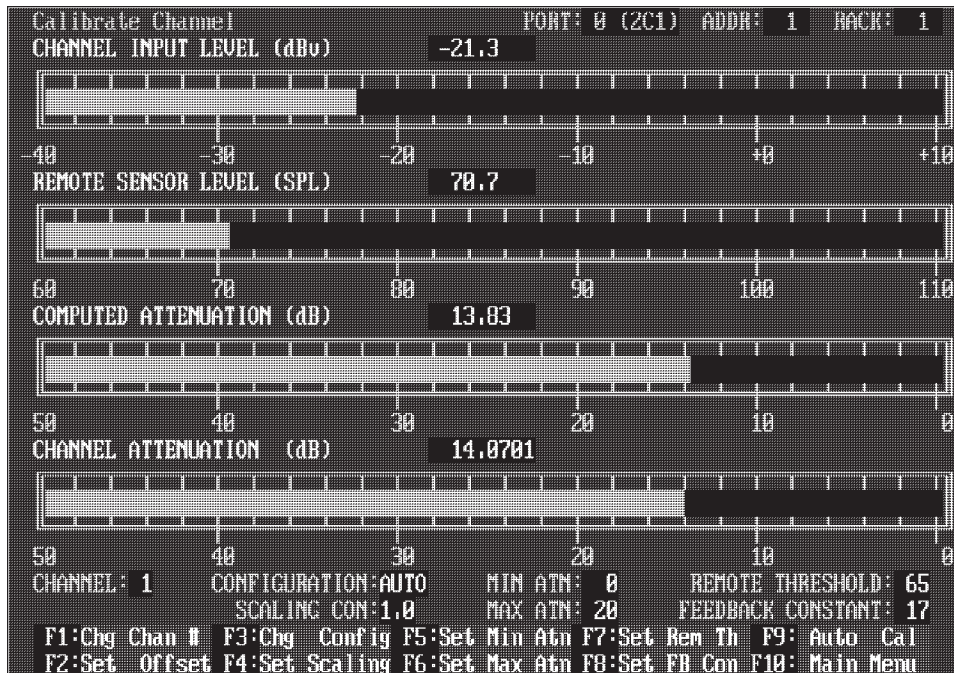 Calibrate Channel PORT: 0 (2C1) ADDR: 1 RACK: 1
CHANNEL INPUT LEVEL (dBv) -21.3
-40 -30 -20 -10 +0 +10
REMOTE SENSOR LEVEL (SPL) 70.7
60 70 80 90 100 110
COMPUTED ATTENUATION (dB) 13.83
50 40 30 20 10 0
CHANNEL ATTENUATION (dB) 14.0701
50 40 30 20 10 0
CHANNEL: 1 CONFIGURATION:AUTO MIN ATN: 0 REMOTE THRESHOLD: 65
SCALING CON:1.0 MAX ATN: 20 FEEDBACK CONSTANT: 17
F1:Chg Chan # F3:Chg Config F5:Set Min Atn F7:Set Rem Th F9: Auto Cal
F2:Set Offset F4:Set Scaling F6:Set Max Atn F8:Set FB Con F10: Main Menu